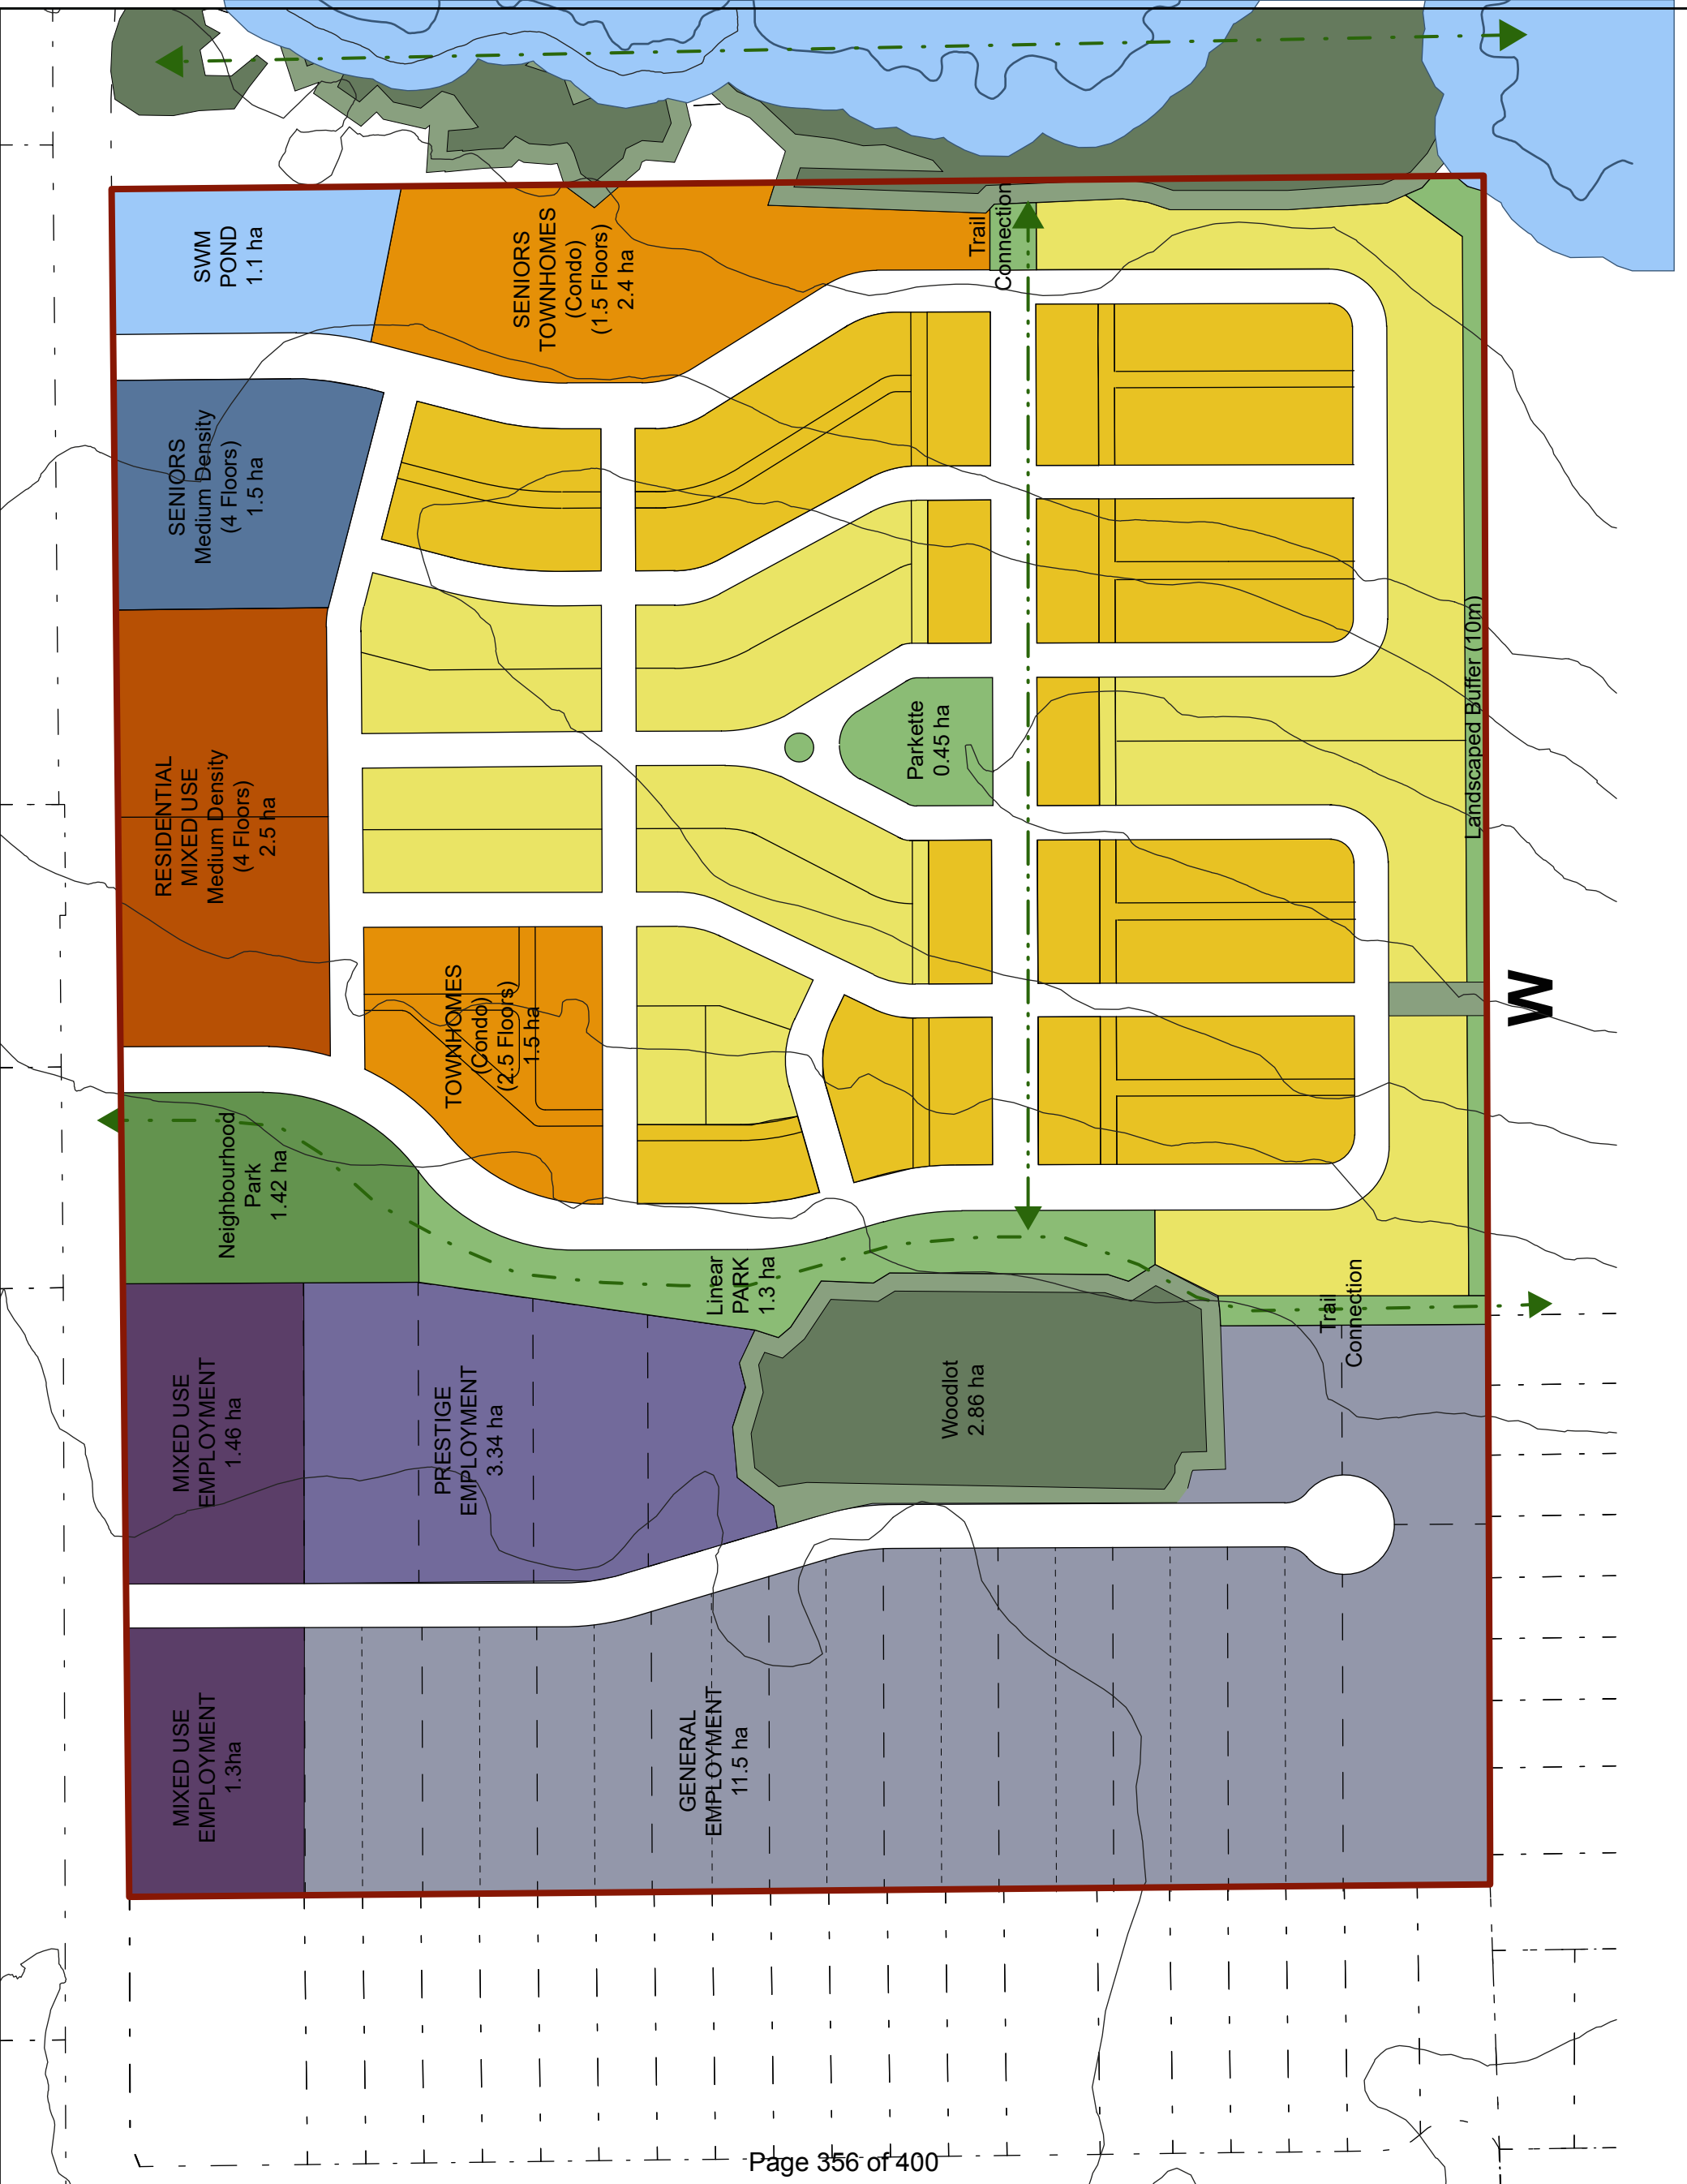 SWM
POND
1.1 ha
SENIORS
TOWNHOMES
(Condo)
(1.5 Floors)
2.4 ha
Trail
Connection
SENIORS
Medium Density
(4 Floors)
1.5 ha
RESIDENTIAL
MIXED USE
Medium Density
(4 Floors)
2.5 ha
Parkette
0.45 ha
Landscaped Buffer (10m)
TOWNHOMES
(Condo)
(2.5 Floors)
1.5 ha
W
Neighbourhood
Park
1.42 ha
Linear
PARK
1.3 ha
Trail
Connection
MIXED USE
EMPLOYMENT
1.46 ha
PRESTIGE
EMPLOYMENT
3.34 ha
Woodlot
2.86 ha
MIXED USE
EMPLOYMENT
1.3ha
GENERAL
EMPLOYMENT
11.5 ha
Page 356 of 400